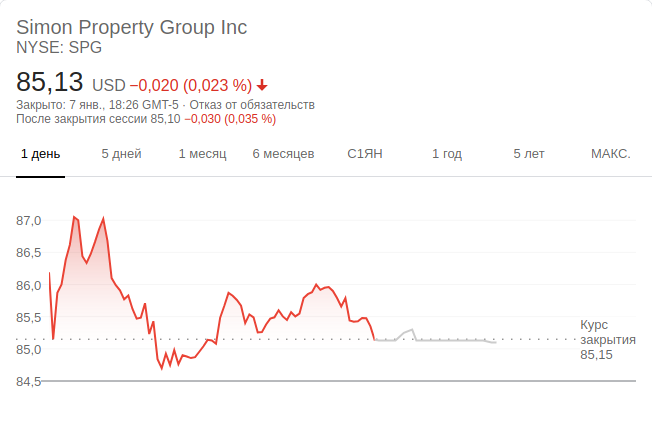 Simon Property Group Inc
NYSE: SPG
85,13 USD −0,020 (0,023 %)
Закрыто: 7 янв., 18:26 GMT-5 · Отказ от обязательств
После закрытия сессии 85,10 −0,030 (0,035 %)
1 день 5 дней 1 месяц 6 месяцев С1ЯН 1 год 5 лет МАКС.
87,0
86,5
86,0
85,5
85,0
84,5
Курс
закрытия
85,15